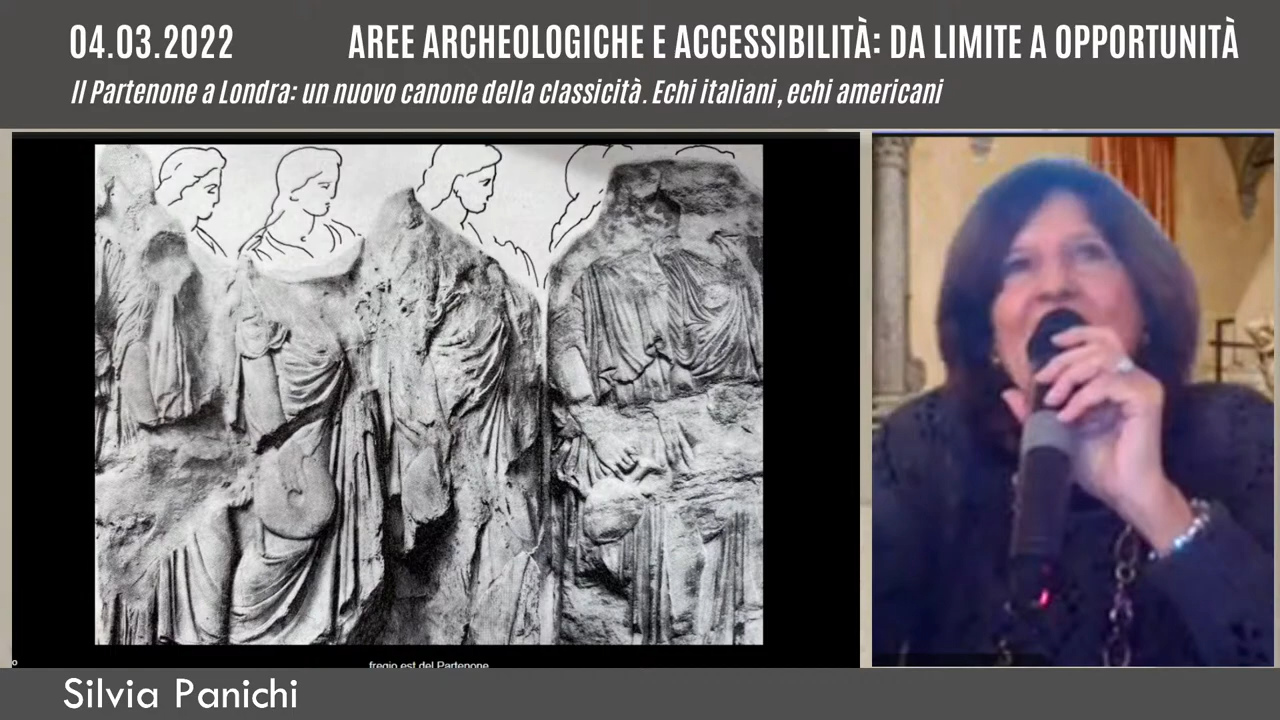 04.03.2022
AREE ARCHEOLOGICHE E ACCESSIBILITÀ: DA LIMITE A OPPORTUNITÀ
Il Partenone a Londra: un nuovo canone della classicità. Echi italiani, echi americani
fregio est del Partenone
Silvia Panichi